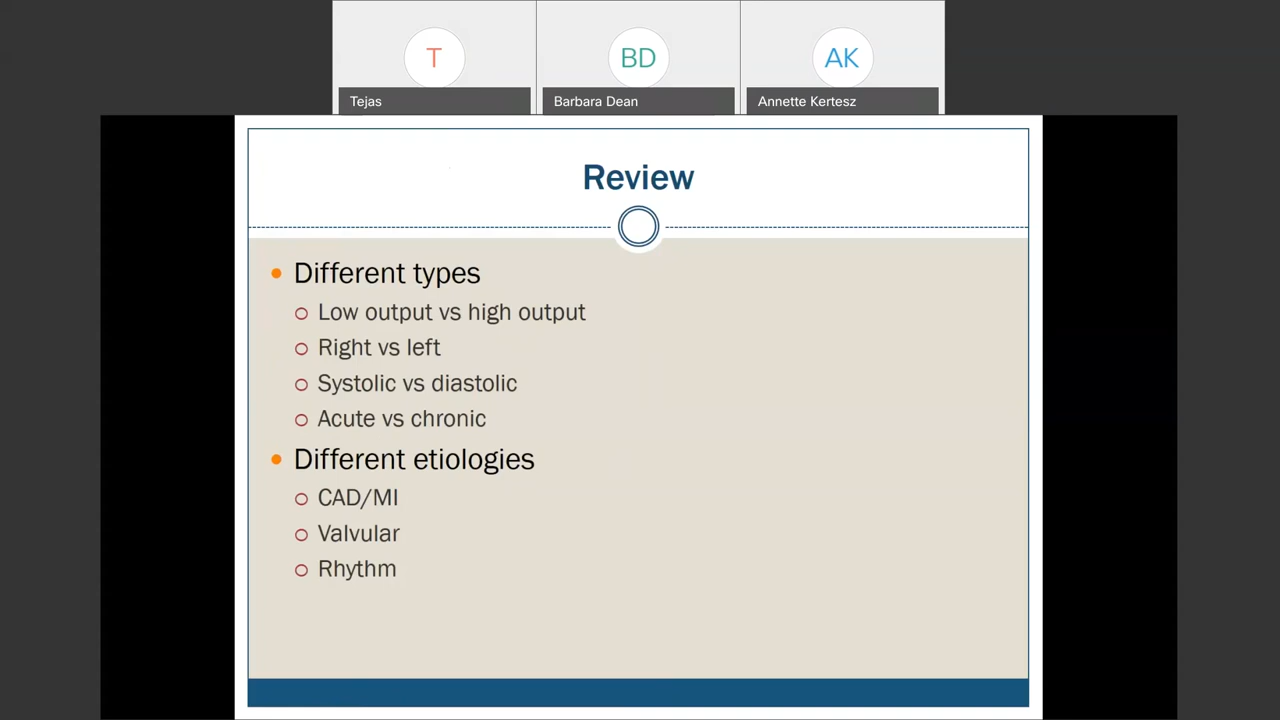 T
BD
AK
Tejas
Barbara Dean
Annette Kertesz
Review
Different types
Low output vs high output
Right vs left
Systolic vs diastolic
Acute vs chronic
Different etiologies
CAD/MI
Valvular
Rhythm